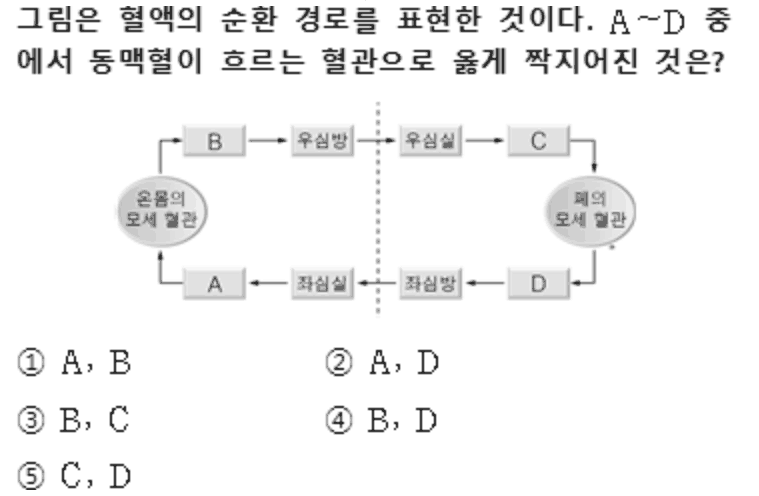 그림은 혈액의 순환 경로를 표현한 것이다. A~D 중
에서 동맥혈이 흐르는 혈관으로 옳게 짝지어진 것은?
B 우심방 우심실 C
온몸의
모세 혈관
폐의
모세 혈관
A 좌심실 좌심방 D
① A, B ② A, D
③ B, C ④ B, D
⑤ C, D